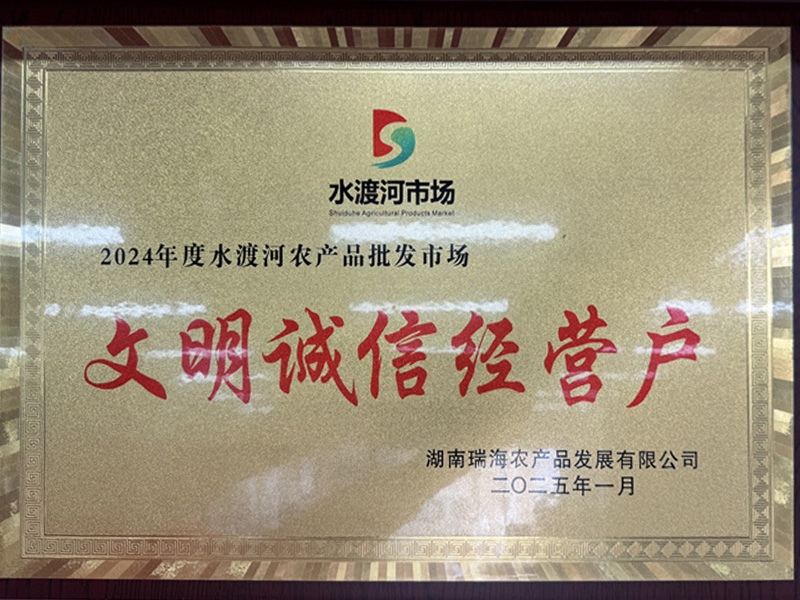 水渡河市场
Shuiduhe Agricultural Products Market
2024年度水渡河农产品批发市场
文明诚信经营户
湖南瑞海农产品发展有限公司
二〇二五年一月